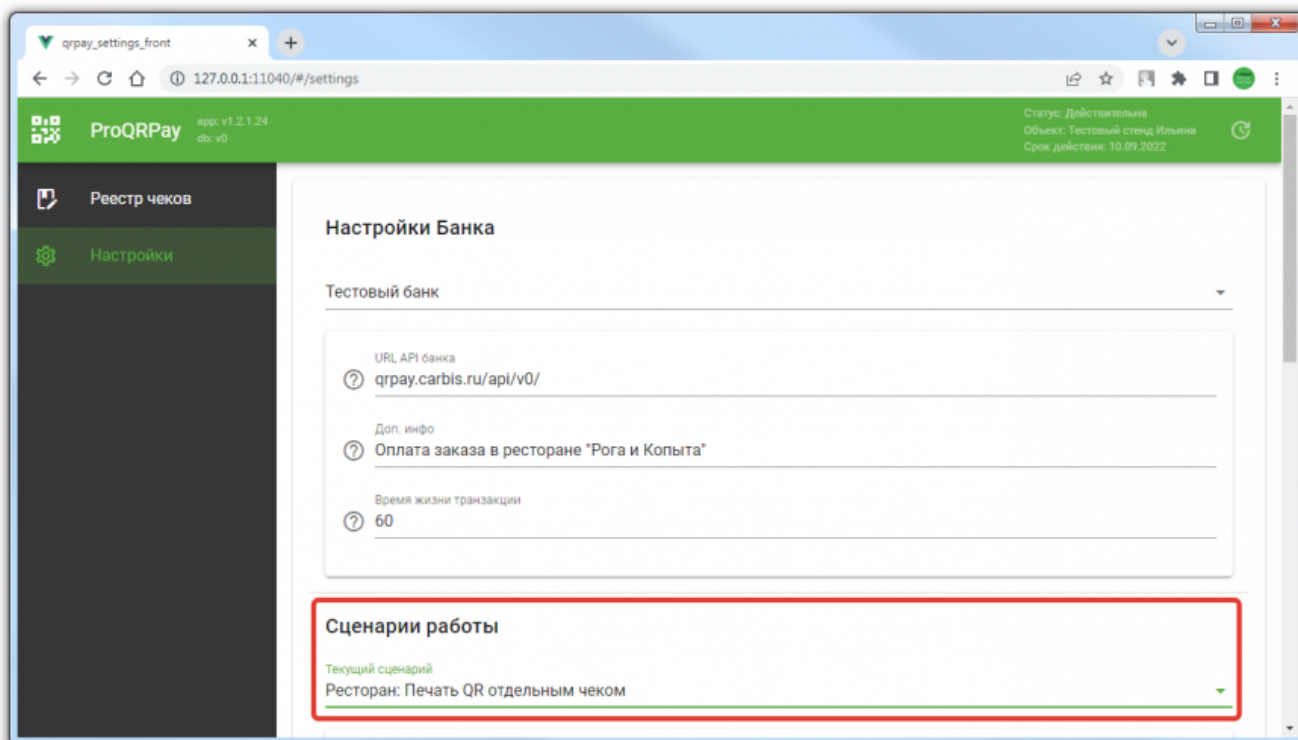 qrpay_settings_front
127.0.0.1:11040/#/settings
ProQRPay
app: v1.2.1.24
db: v0
Статус: Действительна
Объект: Тестовый стенд Ильина
Срок действия: 10.09.2022
Реестр чеков
Настройки
Настройки Банка
Тестовый банк
URL API банка
qrpay.carbis.ru/api/v0/
Доп. инфо
Оплата заказа в ресторане "Рога и Копыта"
Время жизни транзакции
60
Сценарии работы
Текущий сценарий
Ресторан: Печать QR отдельным чеком